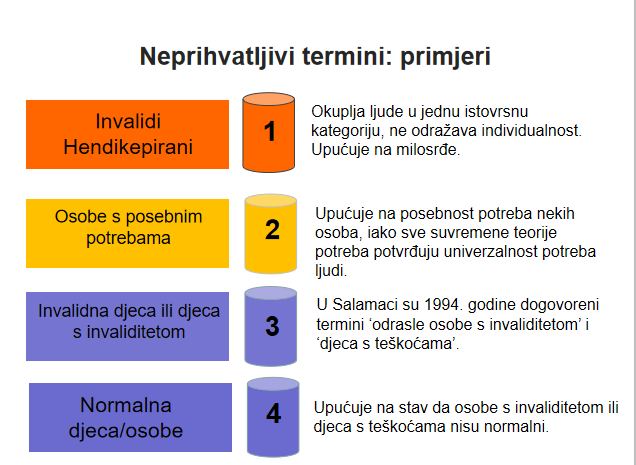 Neprihvatljivi termini: primjeri
Invalidi
Hendikepirani
1
Okuplja ljude u jednu istovrsnu
kategoriju, ne odražava individualnost.
Upućuje na milosrđe.
Osobe s posebnim
potrebama
2
Upućuje na posebnost potreba nekih
osoba, iako sve suvremene teorije
potreba potvrđuju univerzalnost potreba
ljudi.
Invalidna djeca ili djeca
s invaliditetom
3
U Salamaci su 1994. godine dogovoreni
termini ‘odrasle osobe s invaliditetom’ i
‘djeca s teškoćama’.
Normalna
djeca/osobe
4
Upućuje na stav da osobe s invaliditetom ili
djeca s teškoćama nisu normalni.